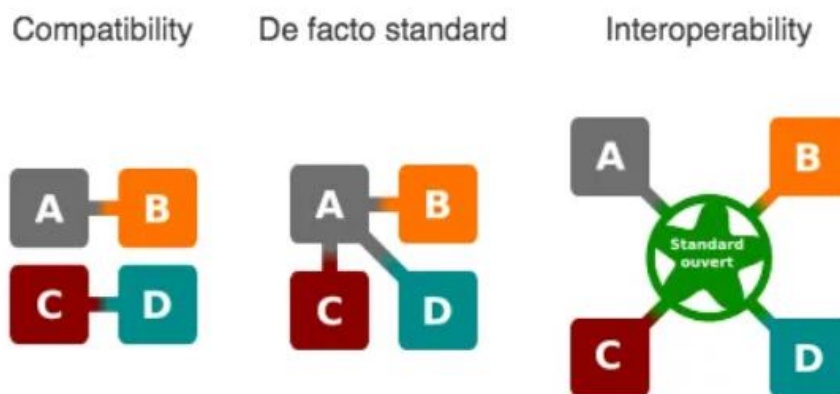 Compatibility
De facto standard
Interoperability
A
B
C
D
A
B
C
D
A
B
Standard
ouvert
C
D